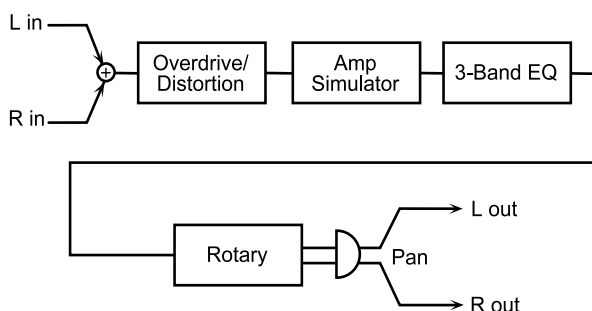 L in
R in
+
Overdrive/
Distortion
Amp
Simulator
3-Band EQ
Rotary
Pan
L out
R out